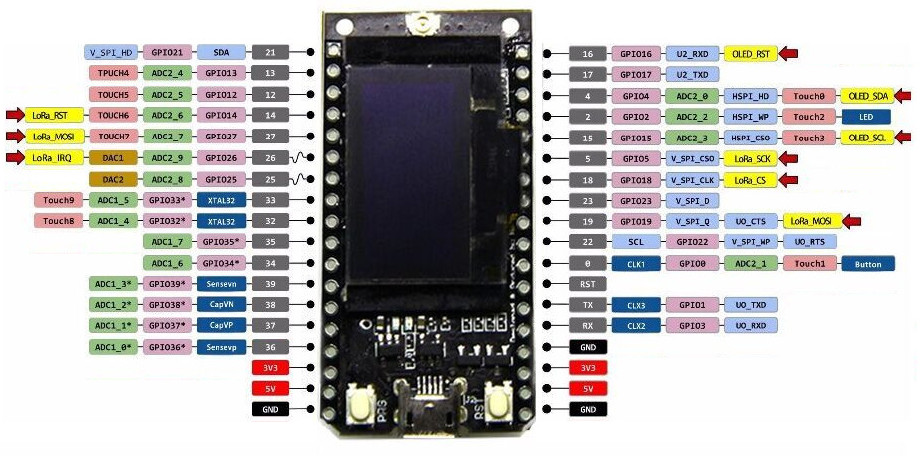 V_SPI_HD GPIO21 SDA 21
TPUCH4 ADC2_4 GPIO13 13
TOUCH5 ADC2_5 GPIO12 12
LoRa_RST TOUCH6 ADC2_6 GPIO14 14
LoRa_MOSI TOUCH7 ADC2_7 GPIO27 27
LoRa_IRQ DAC1 ADC2_9 GPIO26 26
DAC2 ADC2_8 GPIO25 25
Touch9 ADC1_5 GPIO33* XTAL32 33
Touch8 ADC1_4 GPIO32* XTAL32 32
ADC1_7 GPIO35* 35
ADC1_6 GPIO34* 34
ADC1_3* GPIO39* Sensevn 39
ADC1_2* GPIO38* CapVN 38
ADC1_1* GPIO37* CapVP 37
ADC1_0* GPIO36* Sensevp 36
3V3
5V
GND
PRG
RST
16 GPIO16 U2_RXD OLED_RST
17 GPIO17 U2_TXD
4 GPIO4 ADC2_0 HSPI_HD Touch0 OLED_SDA
2 GPIO2 ADC2_2 HSPI_WP Touch2 LED
15 GPIO15 ADC2_3 HSPI_CSO Touch3 OLED_SCL
5 GPIO5 V_SPI_CSO LoRa_SCK
18 GPIO18 V_SPI_CLK LoRa_CS
23 GPIO23 V_SPI_D
19 GPIO19 V_SPI_Q UO_CTS LoRa_MOSI
22 SCL GPIO22 V_SPI_WP UO_RTS
0 CLK1 GPIO0 ADC2_1 Touch1 Button
RST
TX CLX3 GPIO1 UO_TXD
RX CLX2 GPIO3 UO_RXD
GND
3V3
5V
GND